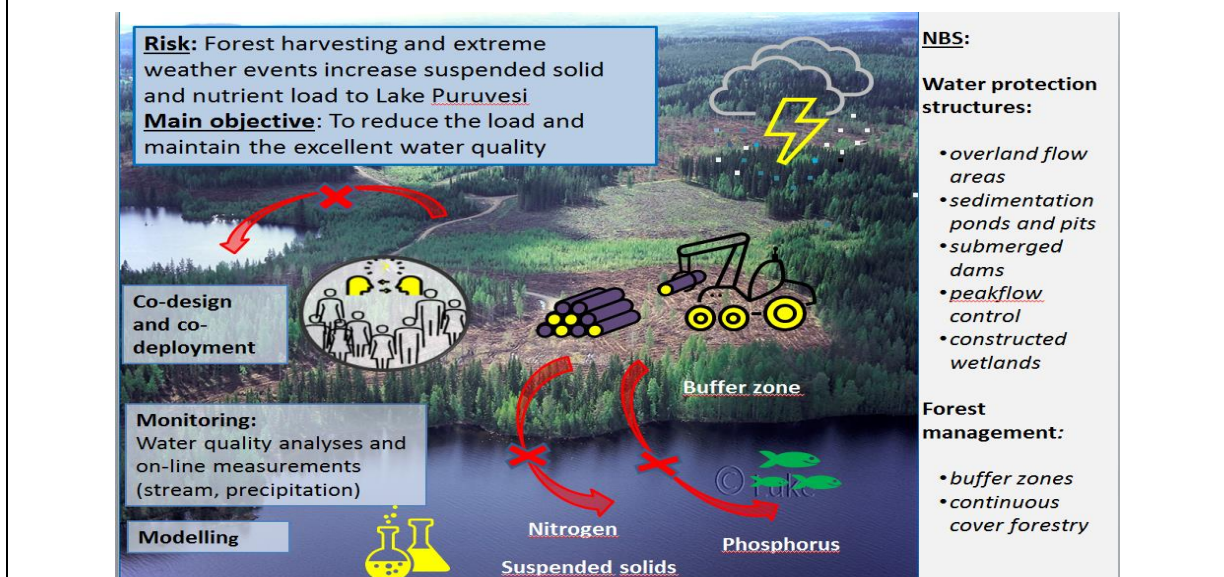 Risk: Forest harvesting and extreme
weather events increase suspended solid
and nutrient load to Lake Puruvesi
Main objective: To reduce the load and
maintain the excellent water quality
Co-design
and co-
deployment
Buffer zone
Monitoring:
Water quality analyses and
on-line measurements
(stream, precipitation)
Modelling
© Luke
Nitrogen
Phosphorus
Suspended solids
NBS:
Water protection
structures:
•overland flow
areas
•sedimentation
ponds and pits
•submerged
dams
•peakflow
control
•constructed
wetlands
Forest
management:
•buffer zones
•continuous
cover forestry